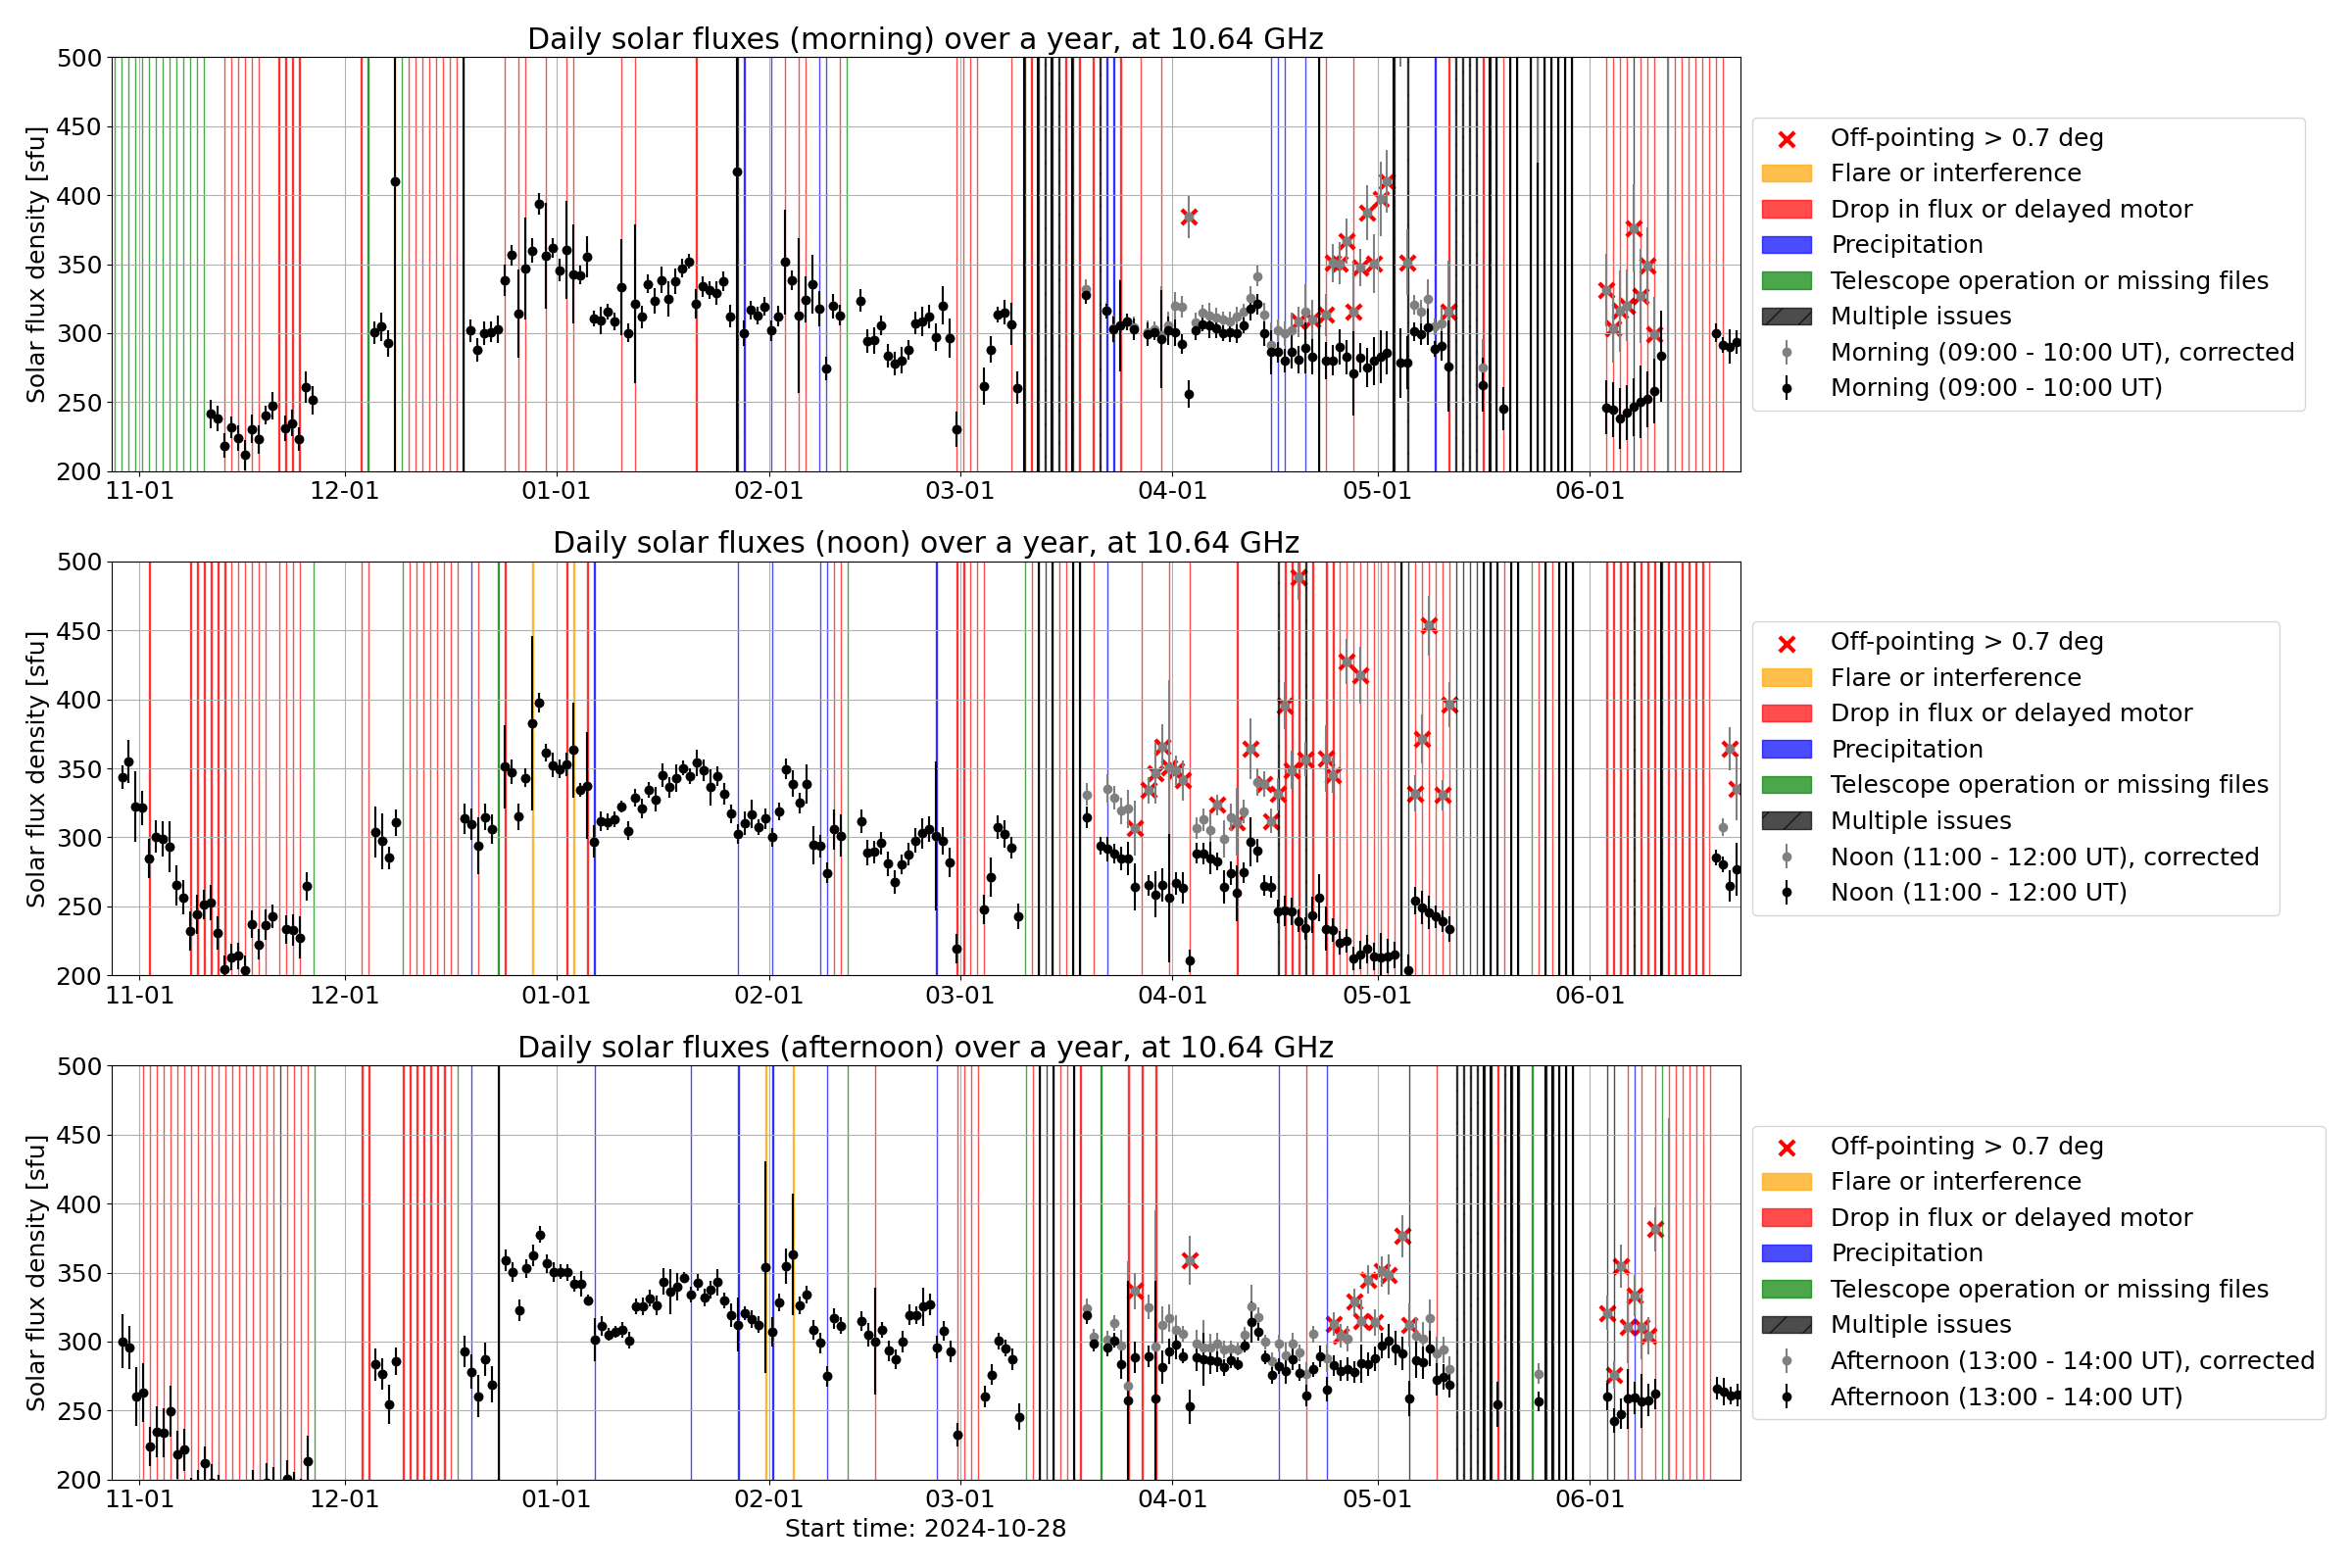 Daily solar fluxes (morning) over a year, at 10.64 GHz
Solar flux density [sfu]
500
450
400
350
300
250
200
11-01 12-01 01-01 02-01 03-01 04-01 05-01 06-01
Off-pointing > 0.7 deg
Flare or interference
Drop in flux or delayed motor
Precipitation
Telescope operation or missing files
Multiple issues
Morning (09:00 - 10:00 UT), corrected
Morning (09:00 - 10:00 UT)
Daily solar fluxes (noon) over a year, at 10.64 GHz
Solar flux density [sfu]
500
450
400
350
300
250
200
11-01 12-01 01-01 02-01 03-01 04-01 05-01 06-01
Off-pointing > 0.7 deg
Flare or interference
Drop in flux or delayed motor
Precipitation
Telescope operation or missing files
Multiple issues
Noon (11:00 - 12:00 UT), corrected
Noon (11:00 - 12:00 UT)
Daily solar fluxes (afternoon) over a year, at 10.64 GHz
Solar flux density [sfu]
500
450
400
350
300
250
200
11-01 12-01 01-01 02-01 03-01 04-01 05-01 06-01
Start time: 2024-10-28
Off-pointing > 0.7 deg
Flare or interference
Drop in flux or delayed motor
Precipitation
Telescope operation or missing files
Multiple issues
Afternoon (13:00 - 14:00 UT), corrected
Afternoon (13:00 - 14:00 UT)